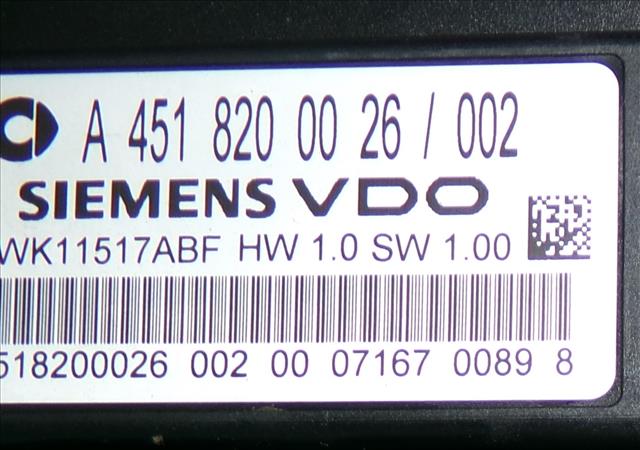 A 451 820 00 26 / 002
SIEMENS VDO
WK11517ABF HW 1.0 SW 1.00
518200026 002 00 07167 0089 8